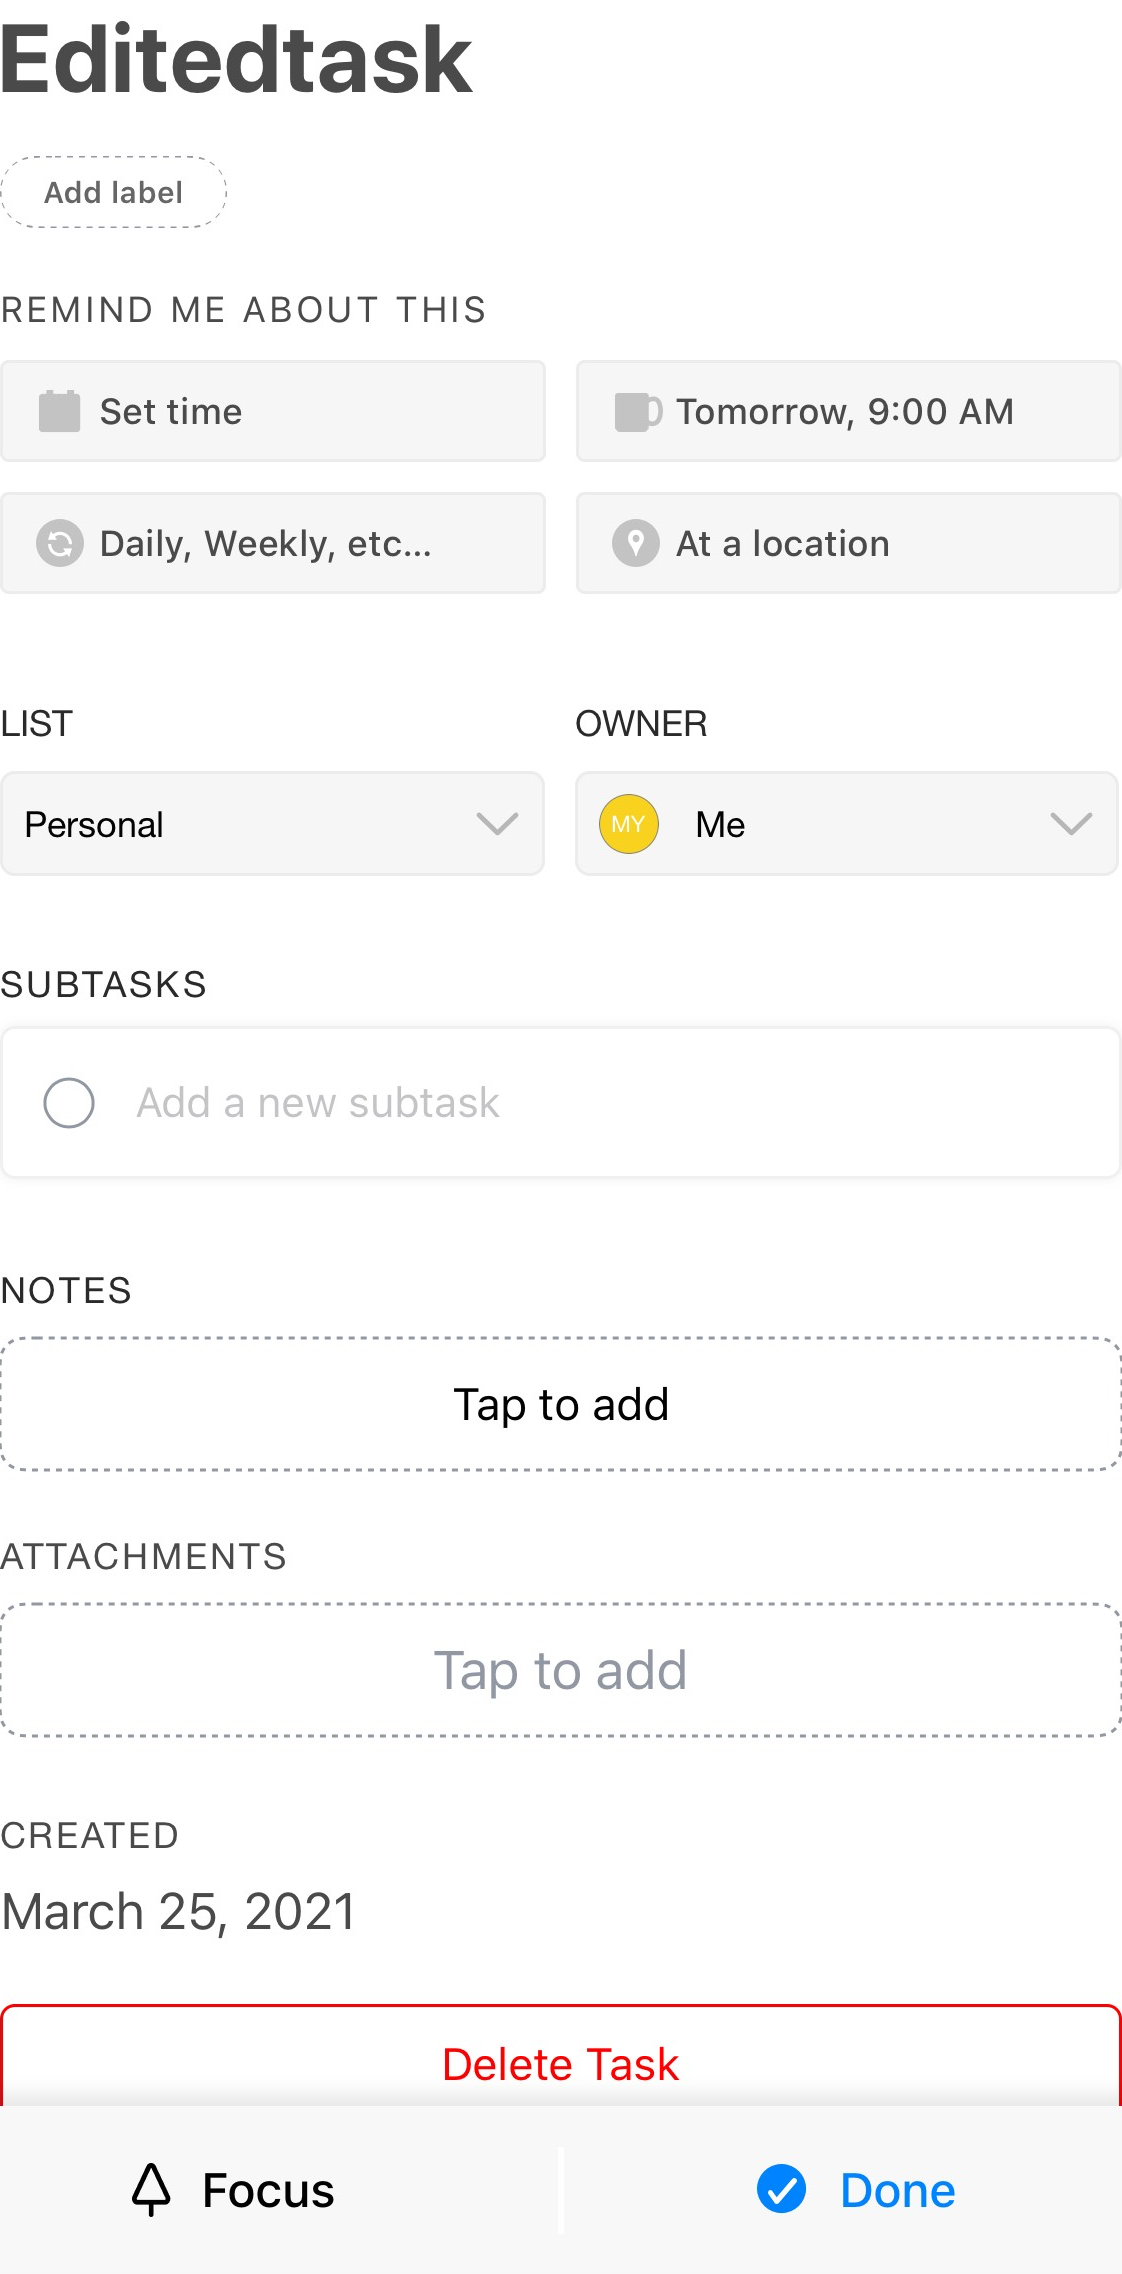 Editedtask
Add label
REMIND ME ABOUT THIS
Set time
Tomorrow, 9:00 AM
Daily, Weekly, etc...
At a location
LIST
OWNER
Personal
MY
Me
SUBTASKS
Add a new subtask
NOTES
Tap to add
ATTACHMENTS
Tap to add
CREATED
March 25, 2021
Delete Task
Focus
Done